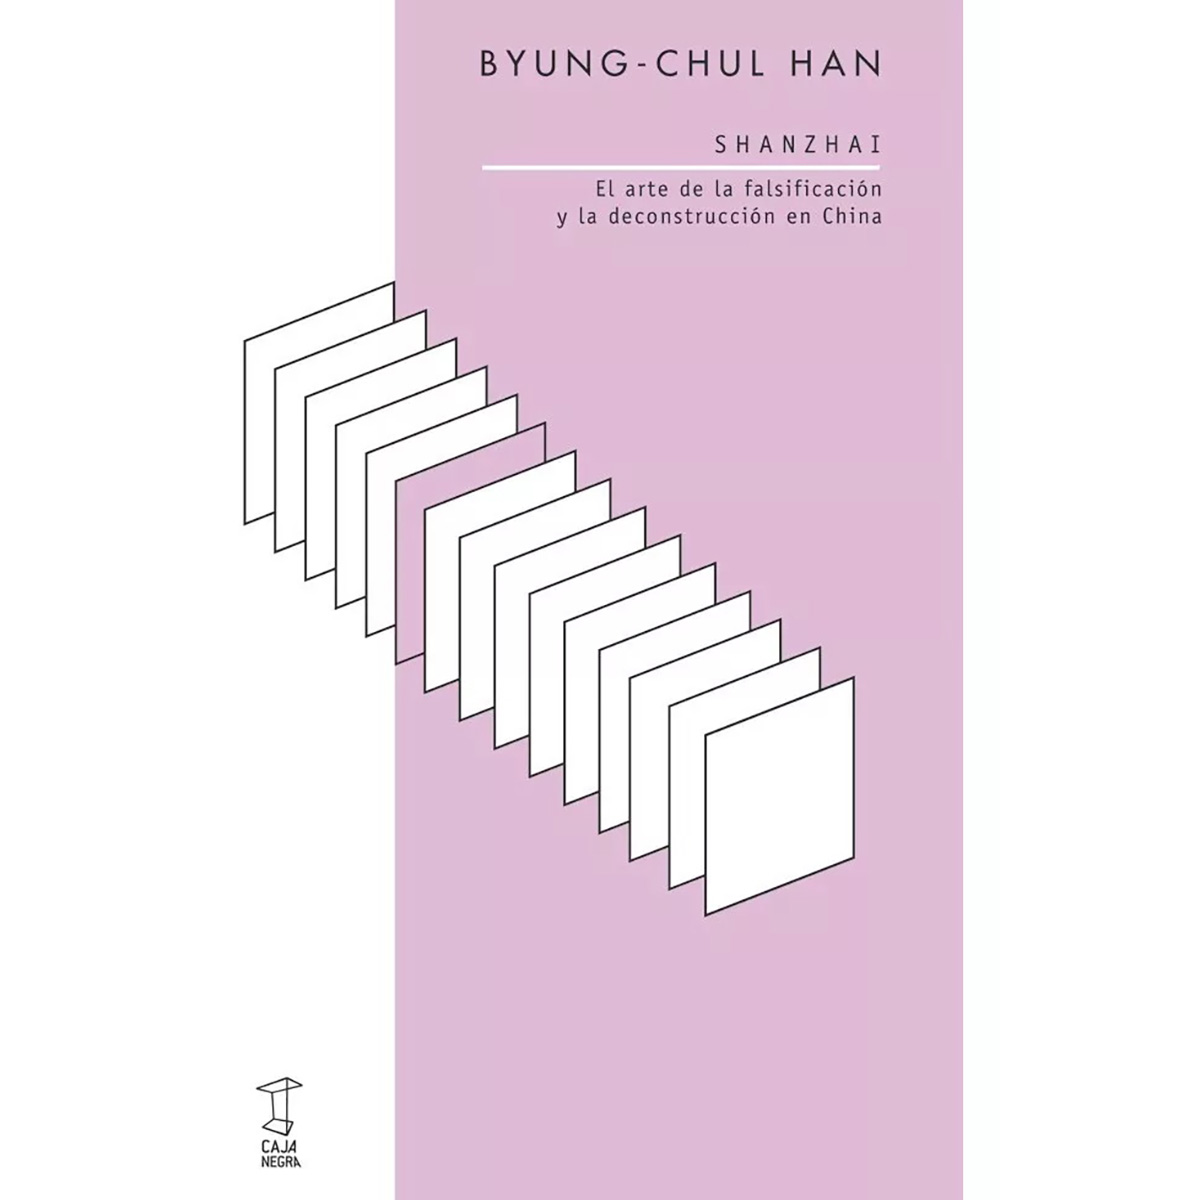 BYUNG-CHUL HAN
SHANZHAI
El arte de la falsificación
y la deconstrucción en China
CAJA
NEGRA